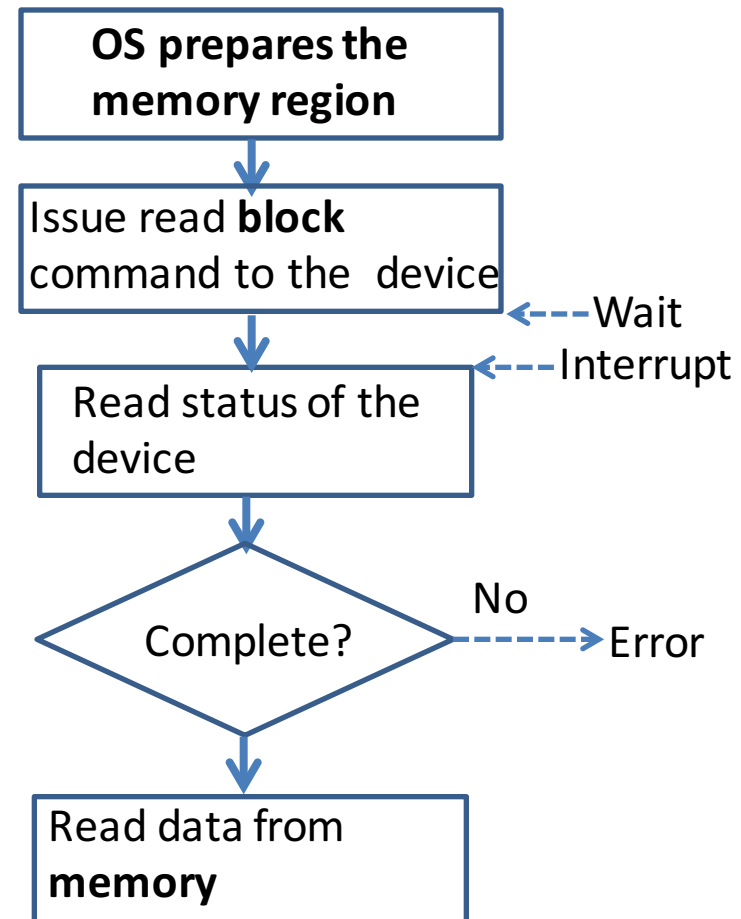 OS prepares the
memory region
Issue read block
command to the device
Wait
Interrupt
Read status of the
device
Complete?
No
Error
Read data from
memory